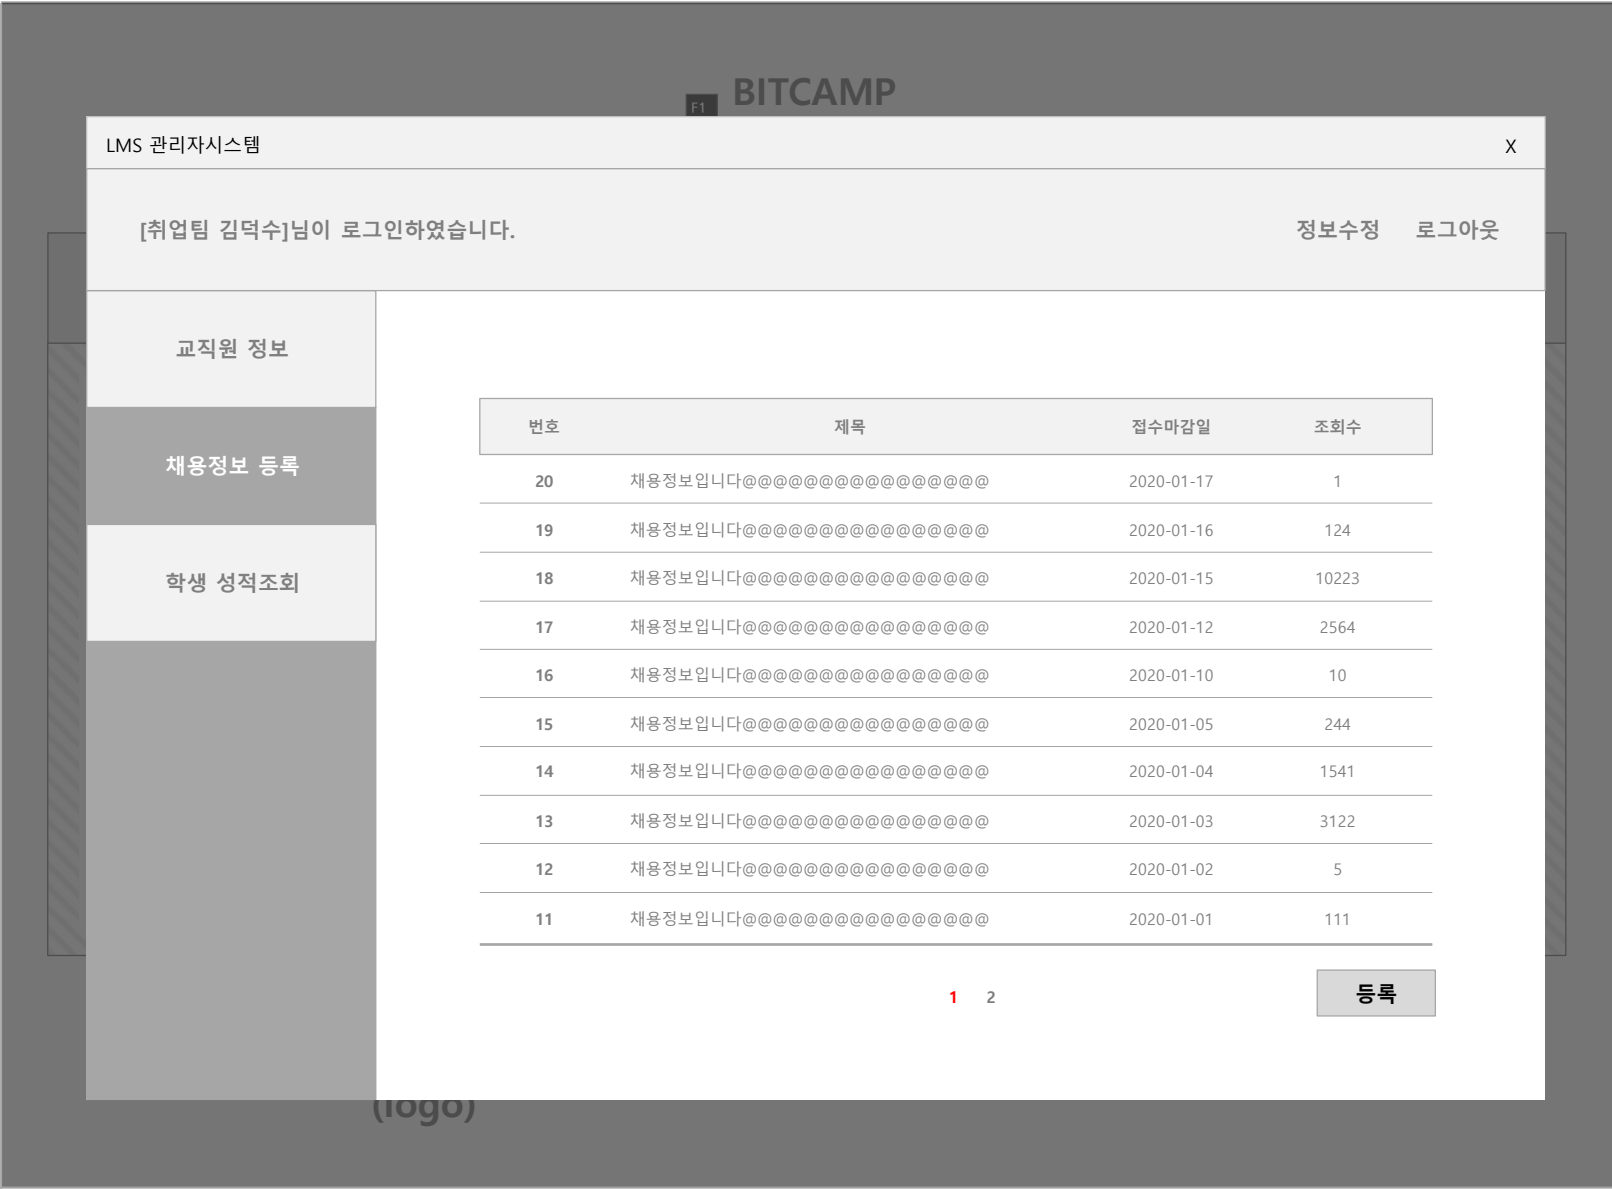 BITCAMP
F1
LMS 관리자시스템 X
[취업팀 김덕수]님이 로그인하였습니다. 정보수정 로그아웃
교직원 정보
채용정보 등록
학생 성적조회
번호 제목 접수마감일 조회수
20 채용정보입니다@@@@@@@@@@@@@@@@ 2020-01-17 1
19 채용정보입니다@@@@@@@@@@@@@@@@ 2020-01-16 124
18 채용정보입니다@@@@@@@@@@@@@@@@ 2020-01-15 10223
17 채용정보입니다@@@@@@@@@@@@@@@@ 2020-01-12 2564
16 채용정보입니다@@@@@@@@@@@@@@@@ 2020-01-10 10
15 채용정보입니다@@@@@@@@@@@@@@@@ 2020-01-05 244
14 채용정보입니다@@@@@@@@@@@@@@@@ 2020-01-04 1541
13 채용정보입니다@@@@@@@@@@@@@@@@ 2020-01-03 3122
12 채용정보입니다@@@@@@@@@@@@@@@@ 2020-01-02 5
11 채용정보입니다@@@@@@@@@@@@@@@@ 2020-01-01 111
1 2 등록
(logo)